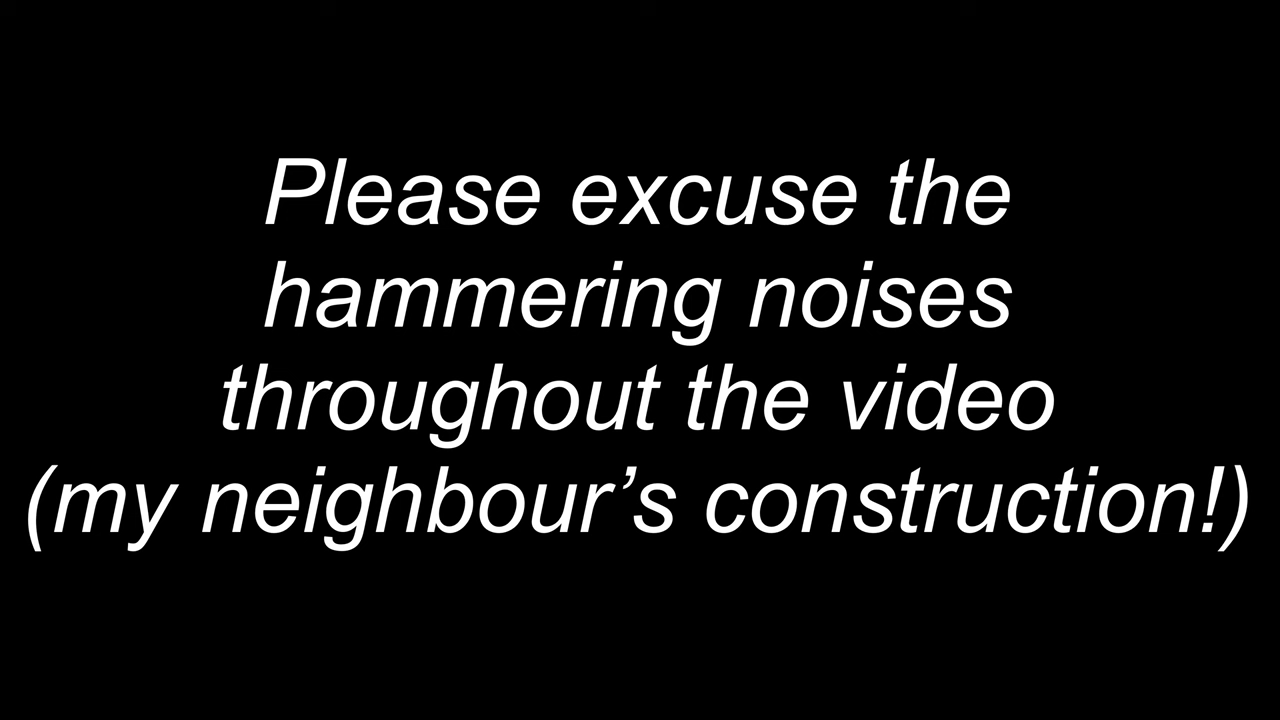 Please excuse the
hammering noises
throughout the video
(my neighbour’s construction!)